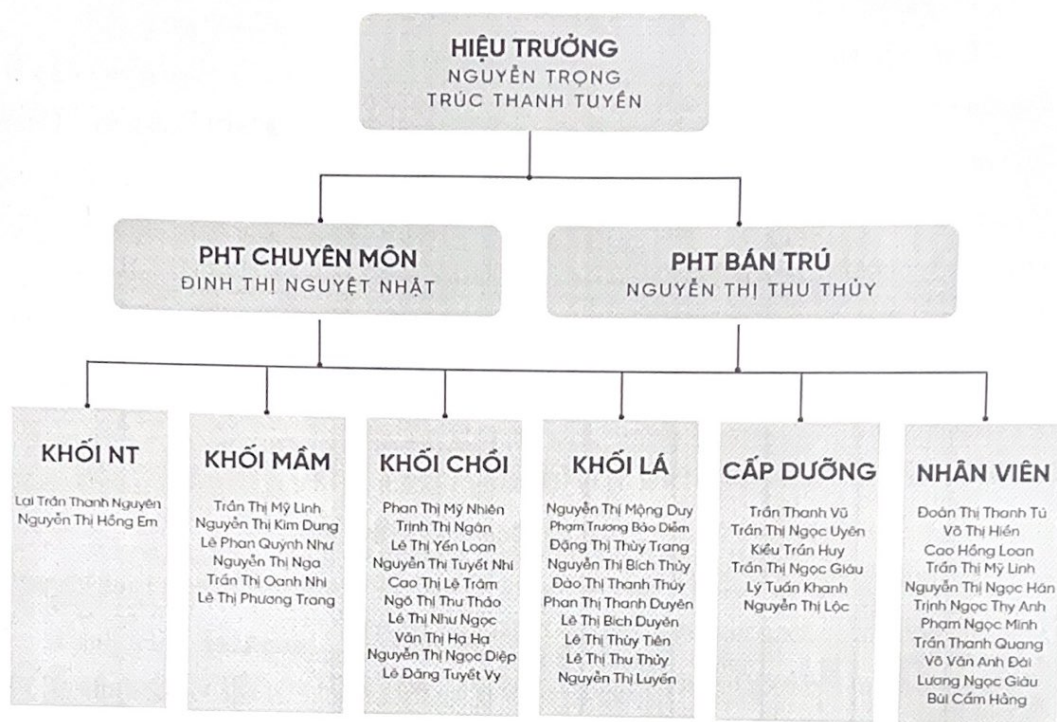 HIỆU TRƯỞNG
NGUYỄN TRỌNG
TRÚC THANH TUYỀN
PHT CHUYÊN MÔN
ĐINH THỊ NGUYỆT NHẬT
PHT BÁN TRÚ
NGUYỄN THỊ THU THỦY
KHỐI NT
Lại Trần Thanh Nguyên
Nguyễn Thị Hồng Em
KHỐI MẦM
Trần Thị Mỹ Linh
Nguyễn Thị Kim Dung
Lê Phan Quỳnh Như
Nguyễn Thị Nga
Trần Thị Oanh Nhi
Lê Thị Phương Trang
KHỐI CHỒI
Phan Thị Mỹ Nhiên
Trịnh Thị Ngân
Lê Thị Yến Loan
Nguyễn Thị Tuyết Nhi
Cao Thị Lệ Trâm
Ngô Thị Thu Thảo
Lê Thị Như Ngọc
Văn Thị Hạ Hạ
Nguyễn Thị Ngọc Diệp
Lê Đặng Tuyết Vy
KHỐI LÁ
Nguyễn Thị Mộng Duy
Phạm Trương Bảo Diễm
Đặng Thị Thùy Trang
Nguyễn Thị Bích Thủy
Đào Thị Thanh Thúy
Phan Thị Thanh Duyên
Lê Thị Bích Duyên
Lê Thị Thùy Tiên
Lê Thị Thu Thủy
Nguyễn Thị Luyến
CẤP DƯỠNG
Trần Thanh Vũ
Trần Thị Ngọc Uyên
Kiều Trần Huy
Trần Thị Ngọc Giàu
Lý Tuấn Khanh
Nguyễn Thị Lộc
NHÂN VIÊN
Đoàn Thị Thanh Tú
Võ Thị Hiền
Cao Hồng Loan
Trần Thị Mỹ Linh
Nguyễn Thị Ngọc Hân
Trịnh Ngọc Thy Anh
Phạm Ngọc Minh
Trần Thanh Quang
Võ Văn Anh Đài
Lương Ngọc Giàu
Bùi Cẩm Hằng